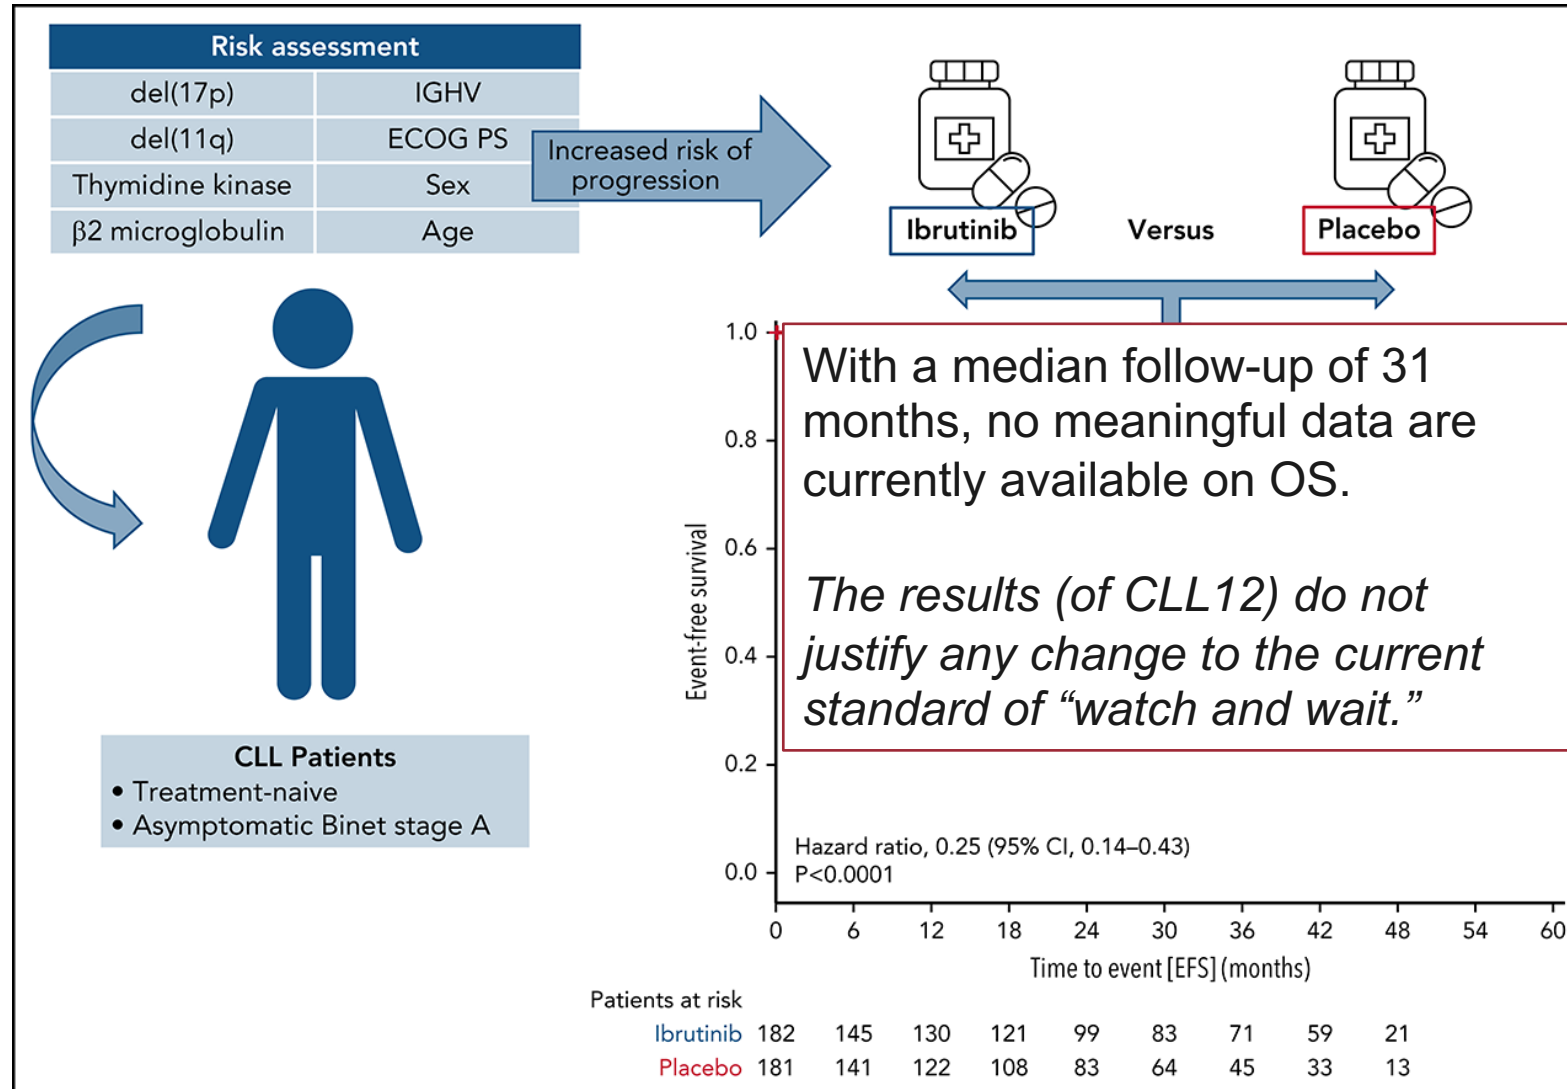 Risk assessment
del(17p) IGHV
del(11q) ECOG PS
Thymidine kinase Sex
β2 microglobulin Age
Increased risk of
progression
Ibrutinib Versus Placebo
CLL Patients
• Treatment-naive
• Asymptomatic Binet stage A
With a median follow-up of 31
months, no meaningful data are
currently available on OS.
The results (of CLL12) do not
justify any change to the current
standard of “watch and wait.”
Event-free survival
1.0
0.8
0.6
0.4
0.2
0.0
Hazard ratio, 0.25 (95% CI, 0.14–0.43)
P<0.0001
0 6 12 18 24 30 36 42 48 54 60
Time to event [EFS] (months)
Patients at risk
Ibrutinib 182 145 130 121 99 83 71 59 21
Placebo 181 141 122 108 83 64 45 33 13